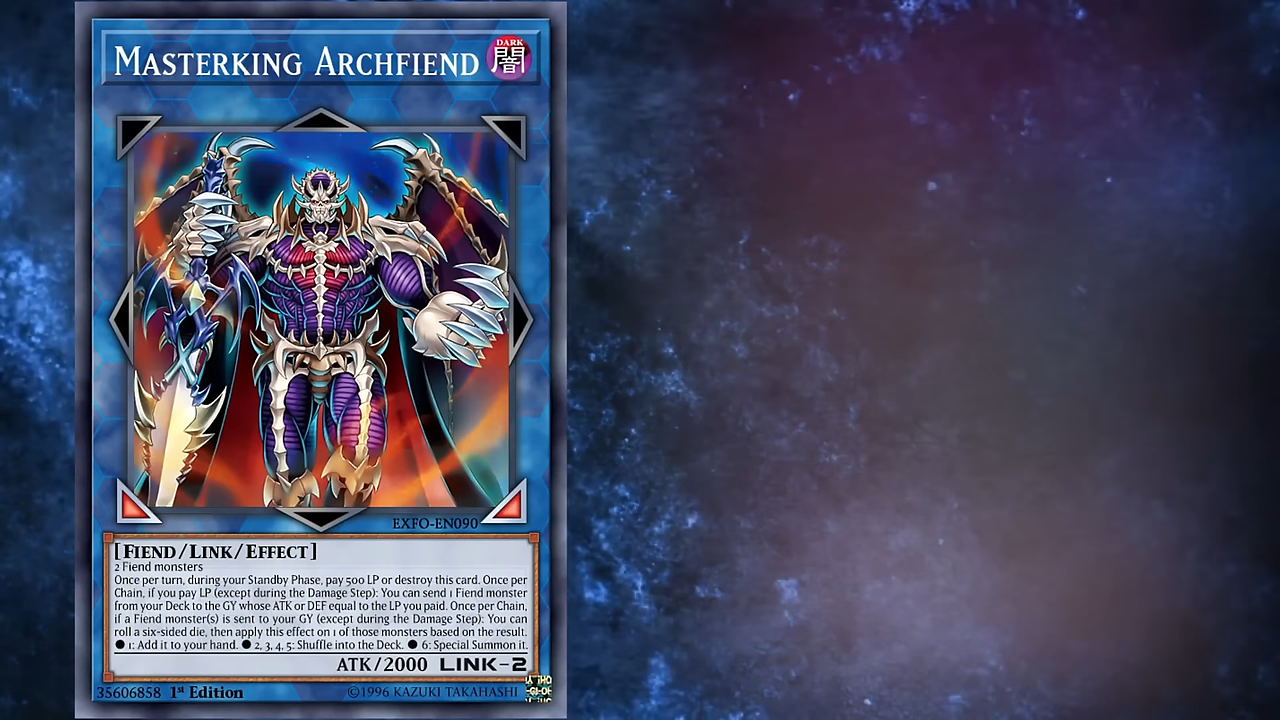 Masterking Archfiend
DARK
闇
EXFO-EN090
[Fiend/Link/Effect]
2 Fiend monsters
Once per turn, during your Standby Phase, pay 500 LP or destroy this card. Once per
Chain, if you pay LP (except during the Damage Step): You can send 1 Fiend monster
from your Deck to the GY whose ATK or DEF equal to the LP you paid. Once per Chain,
if a Fiend monster(s) is sent to your GY (except during the Damage Step): You can
roll a six-sided die, then apply this effect on 1 of those monsters based on the result.
● 1: Add it to your hand. ● 2, 3, 4, 5: Shuffle into the Deck. ● 6: Special Summon it.
ATK/2000 LINK-2
35606858 1st Edition ©1996 KAZUKI TAKAHASHI